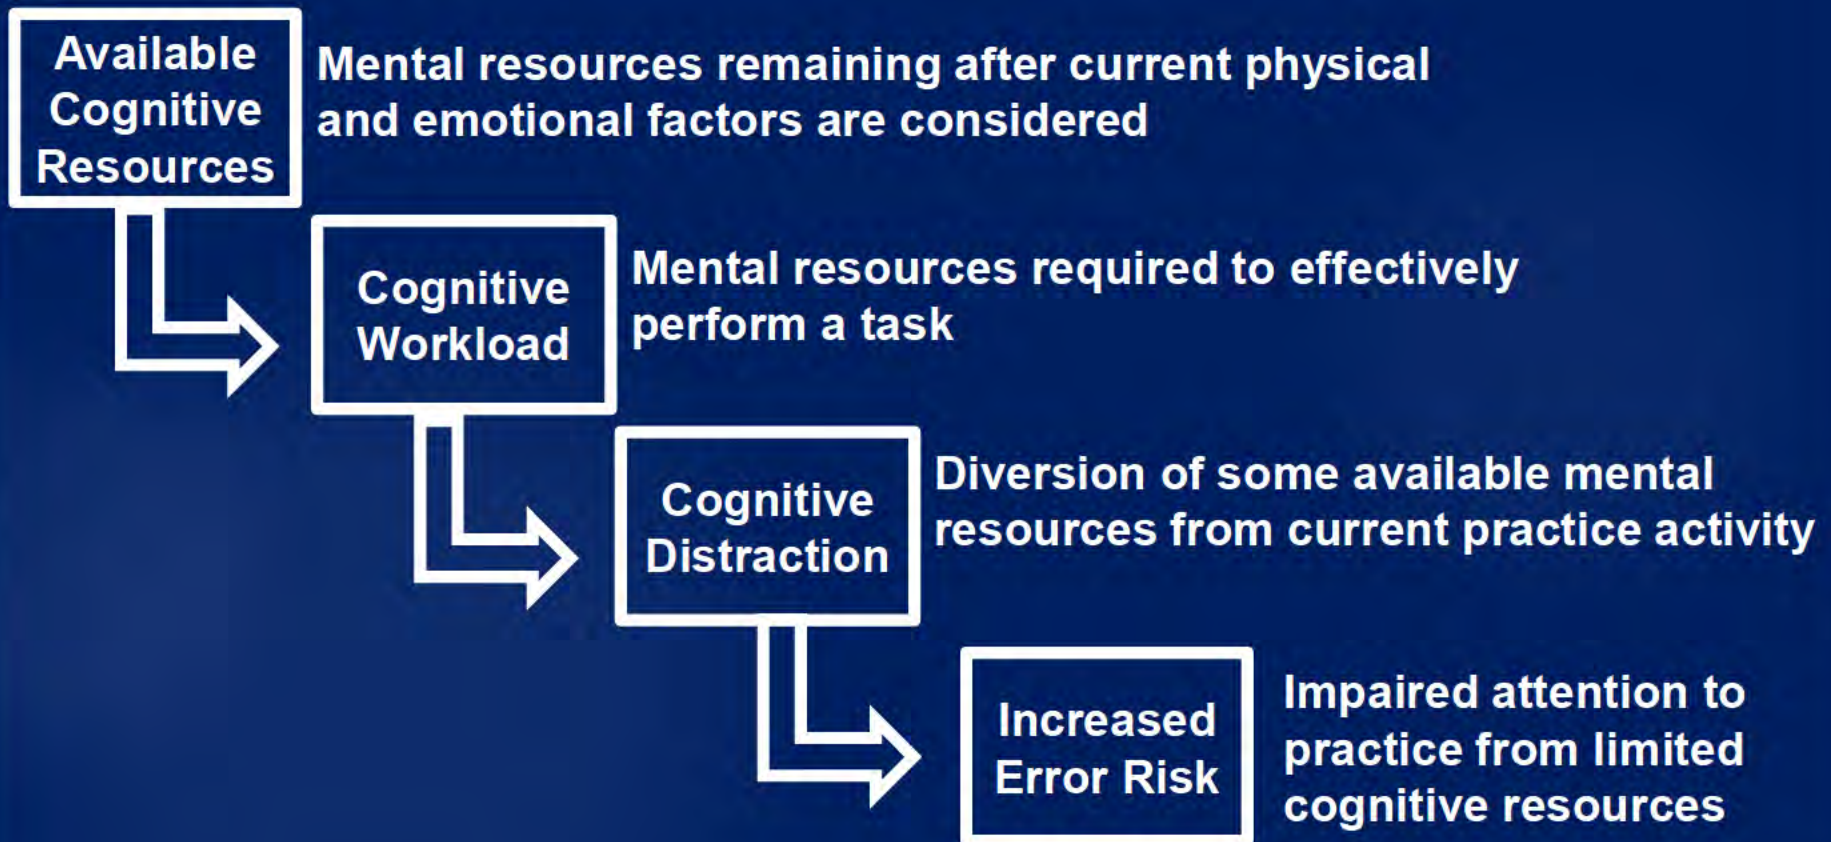 Available
Cognitive
Resources
Mental resources remaining after current physical
and emotional factors are considered
Cognitive
Workload
Mental resources required to effectively
perform a task
Cognitive
Distraction
Diversion of some available mental
resources from current practice activity
Increased
Error Risk
Impaired attention to
practice from limited
cognitive resources